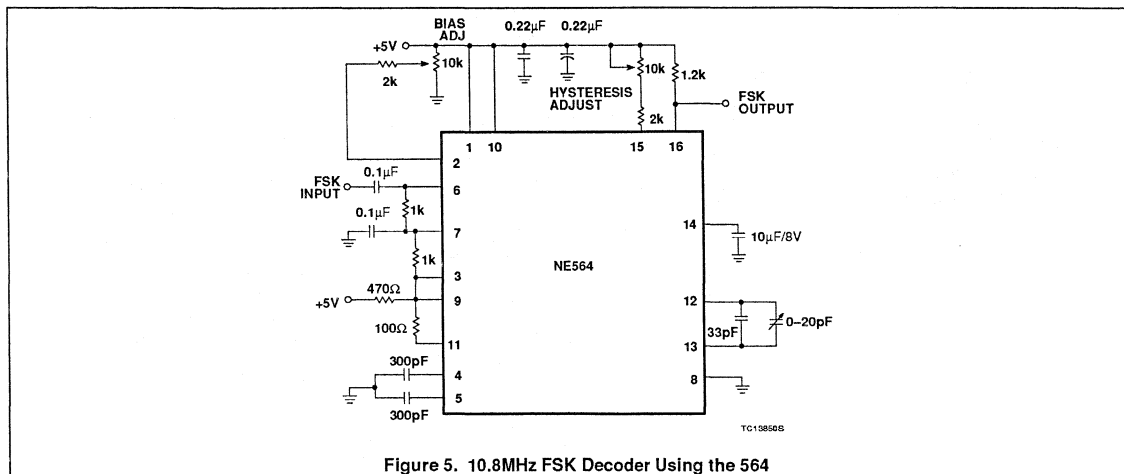 BIAS
ADJ
0.22μF 0.22μF
+5V
10k
2k
10k
1.2k
HYSTERESIS
ADJUST
FSK
OUTPUT
2k
1 10 15 16
2
0.1μF
FSK
INPUT
6
1k
0.1μF
7
14
10μF/8V
1k
NE564
3
470Ω
+5V
9
12
0–20pF
100Ω
33pF
11
13
300pF
4
8
5
300pF
TC13850S
Figure 5. 10.8MHz FSK Decoder Using the 564